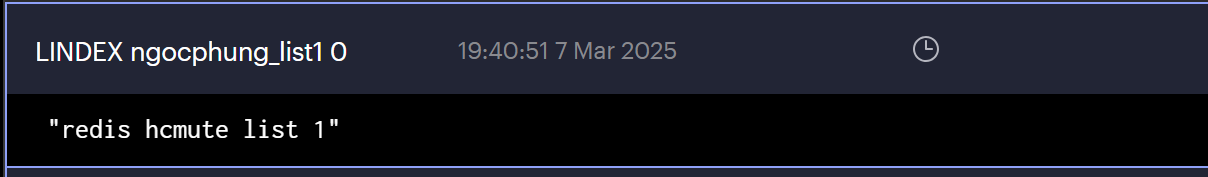 LINDEX ngocphung_list1 0 19:40:51 7 Mar 2025
"redis hcmute list 1"